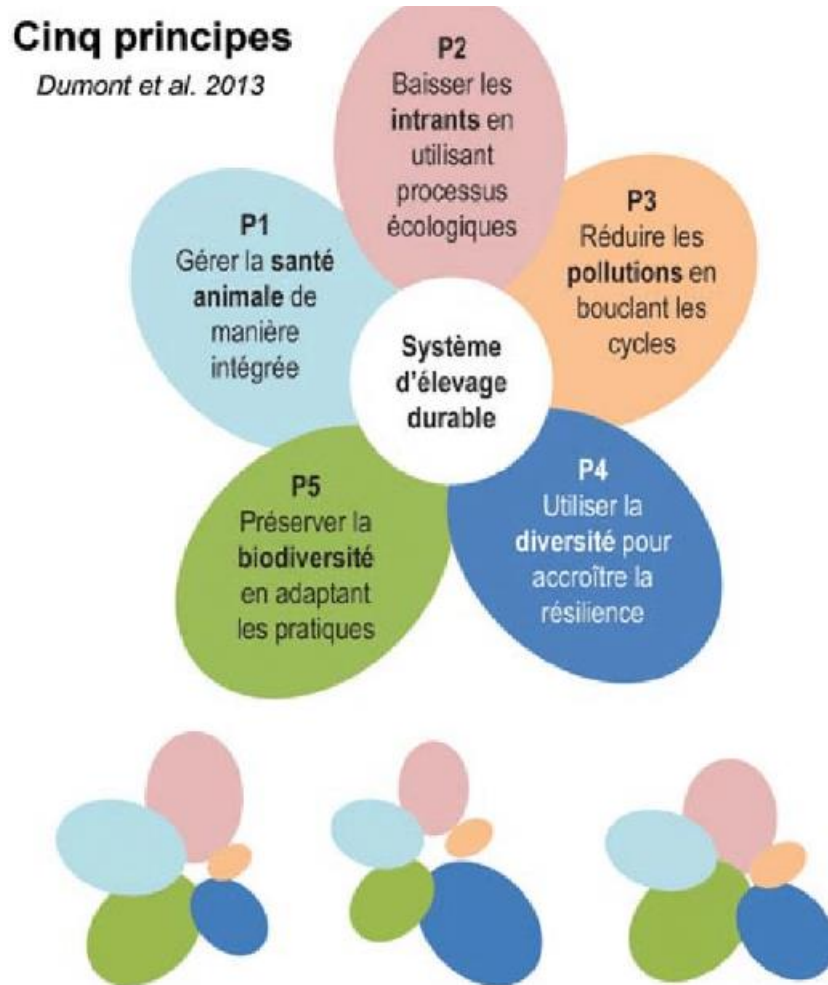 Cinq principes
Dumont et al. 2013
P1
Gérer la santé
animale de
manière
intégrée
P2
Baisser les
intrants en
utilisant
processus
écologiques
P3
Réduire les
pollutions en
bouclant les
cycles
Système
d'élevage
durable
P4
Utiliser la
diversité pour
accroître la
résilience
P5
Préserver la
biodiversité
en adaptant
les pratiques